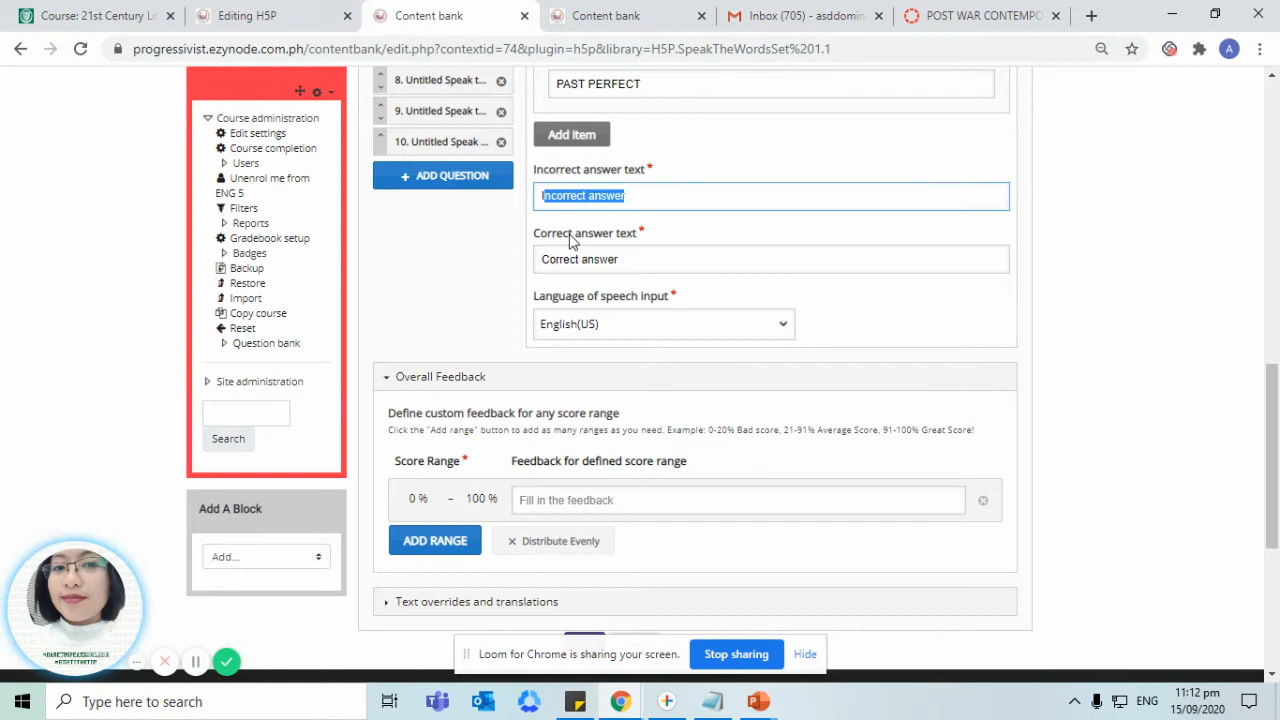 Course: 21st Century Lit
Editing H5P
Content bank
Content bank
Inbox (705) - asddomin
POST WAR CONTEMPO
progressivist.ezynode.com.ph/contentbank/edit.php?contextid=74&plugin=h5p&library=H5P.SpeakTheWordsSet%201.1
A
8. Untitled Speak t...
9. Untitled Speak t...
10. Untitled Speak ...
+ ADD QUESTION
PAST PERFECT
Add Item
Incorrect answer text *
Incorrect answer
Correct answer text *
Correct answer
Language of speech input *
English(US)
Course administration
Edit settings
Course completion
Users
Unenrol me from
ENG 5
Filters
Reports
Gradebook setup
Badges
Backup
Restore
Import
Copy course
Reset
Question bank
Site administration
Search
Add A Block
Add...
Overall Feedback
Define custom feedback for any score range
Click the "Add range" button to add as many ranges as you need. Example: 0-20% Bad score, 21-91% Average Score, 91-100% Great Score!
Score Range * Feedback for defined score range
0 % - 100 % Fill in the feedback
ADD RANGE
Distribute Evenly
Text overrides and translations
Loom for Chrome is sharing your screen.
Stop sharing
Hide
Type here to search
ENG
11:12 pm
15/09/2020